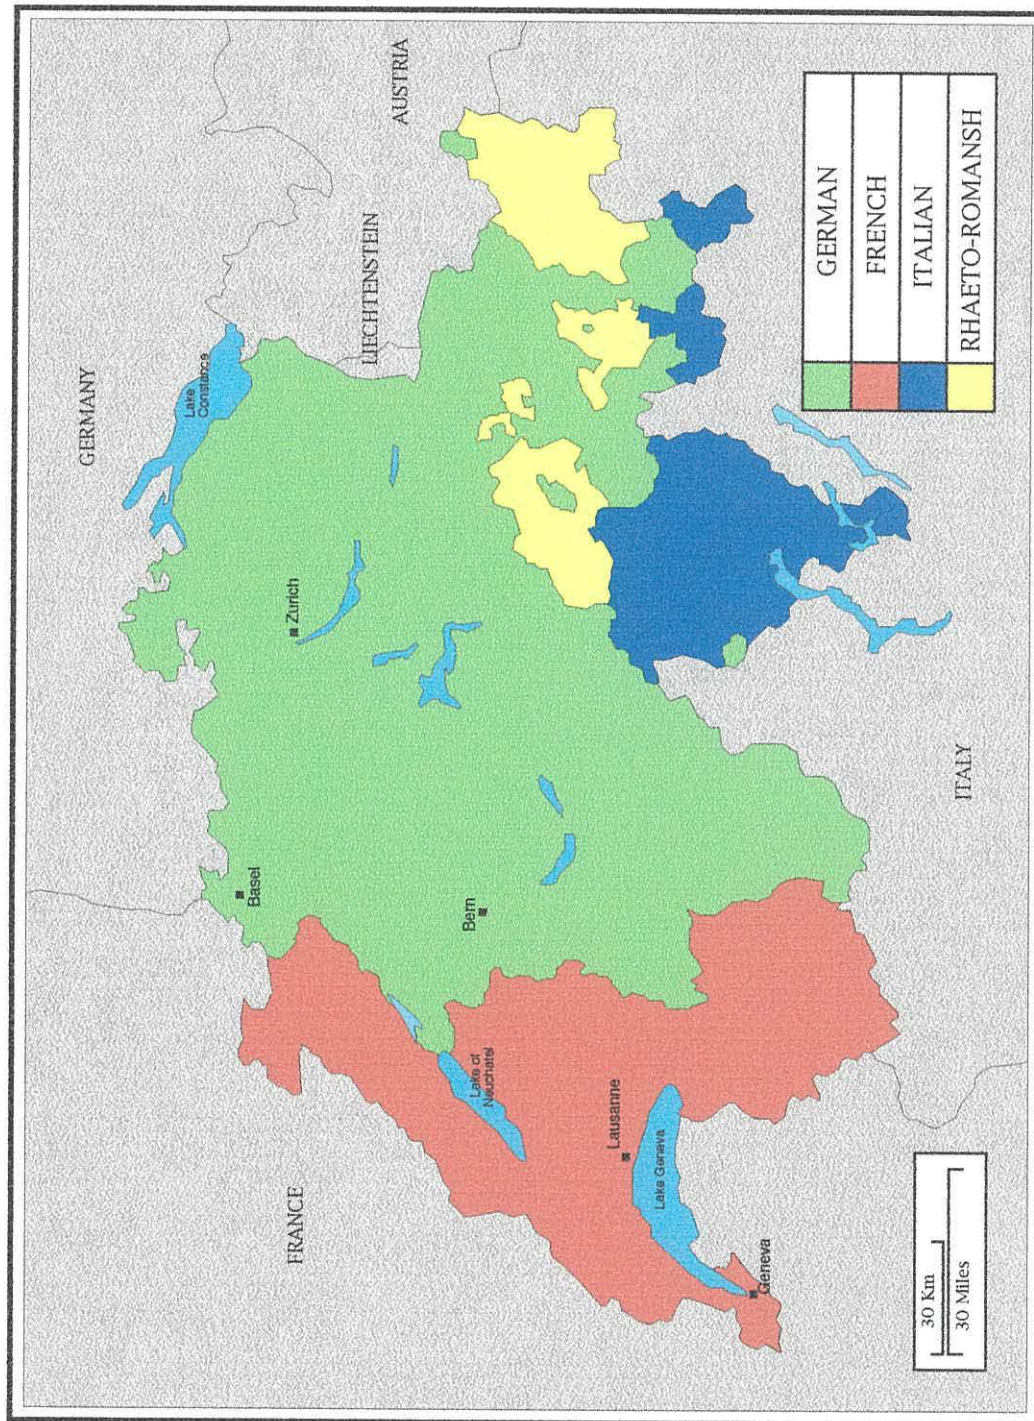 GERMANY
AUSTRIA
LIECHTENSTEIN
FRANCE
ITALY
Lake
Constance
Zurich
Basel
Bern
Lake of
Neuchatel
Lausanne
Lake Geneva
Geneva
30 Km
30 Miles
GERMAN
FRENCH
ITALIAN
RHAETO-ROMANSH